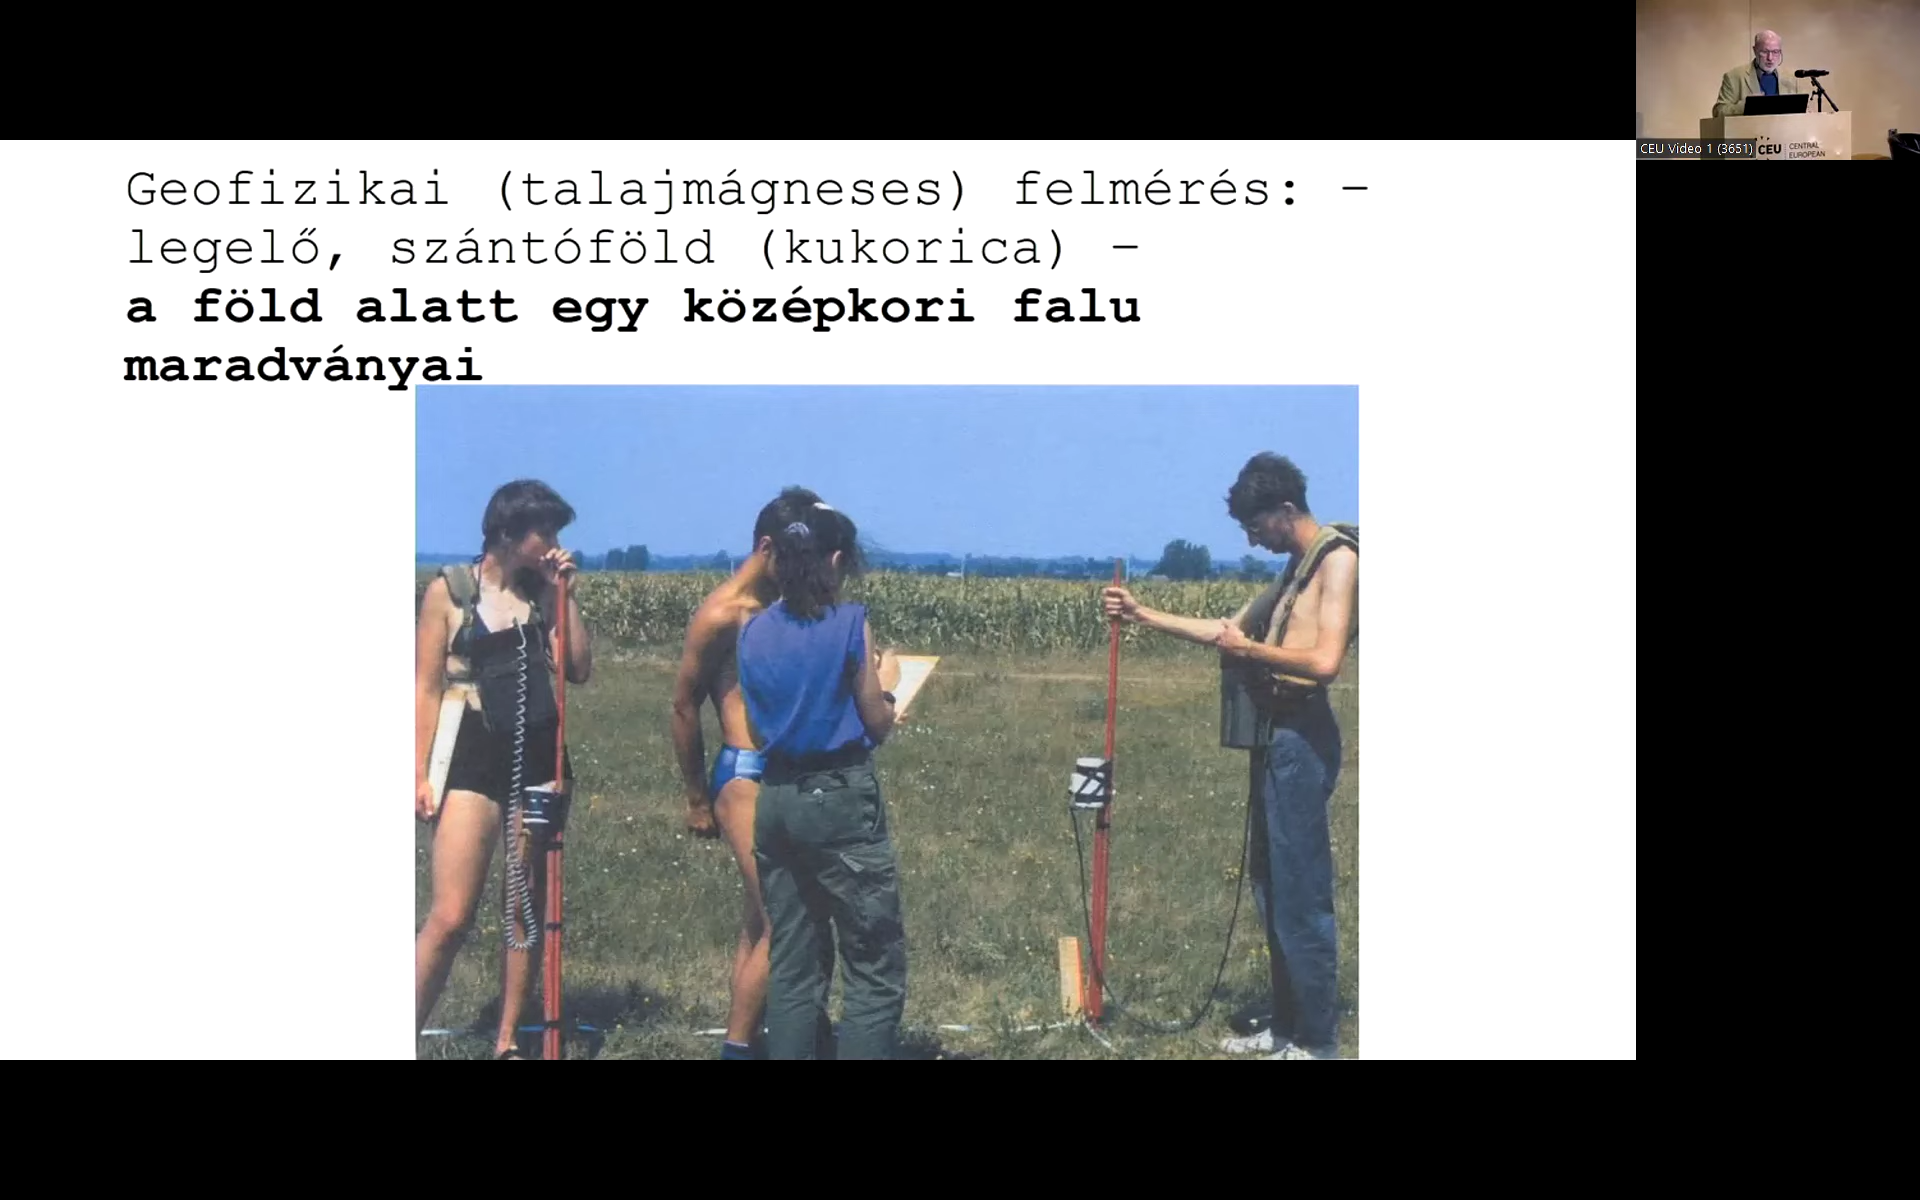 Geofizikai (talajmágneses) felmérés: –
legelő, szántóföld (kukorica) –
a föld alatt egy középkori falu
maradványai
CEU Video 1 (3651)
CEU
CENTRAL
EUROPEAN